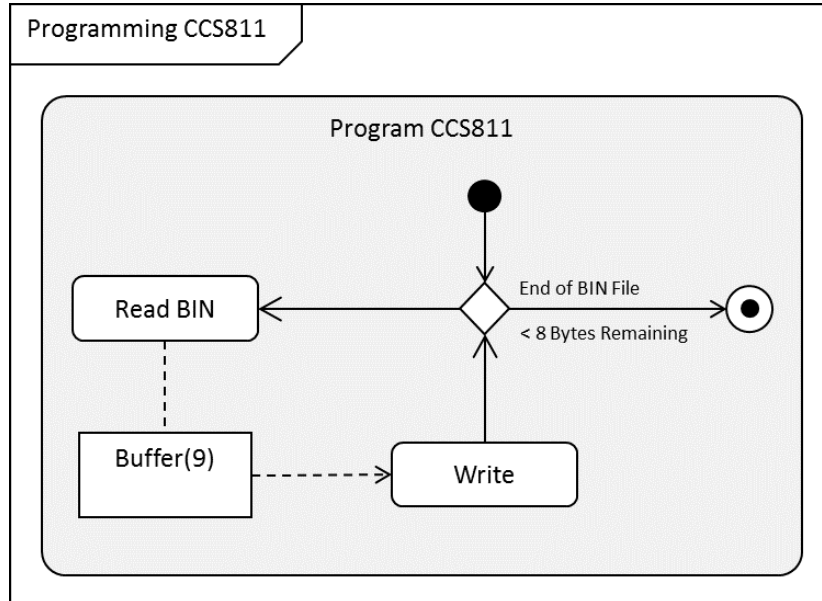 Programming CCS811
Program CCS811
End of BIN File
Read BIN
< 8 Bytes Remaining
Buffer(9)
Write